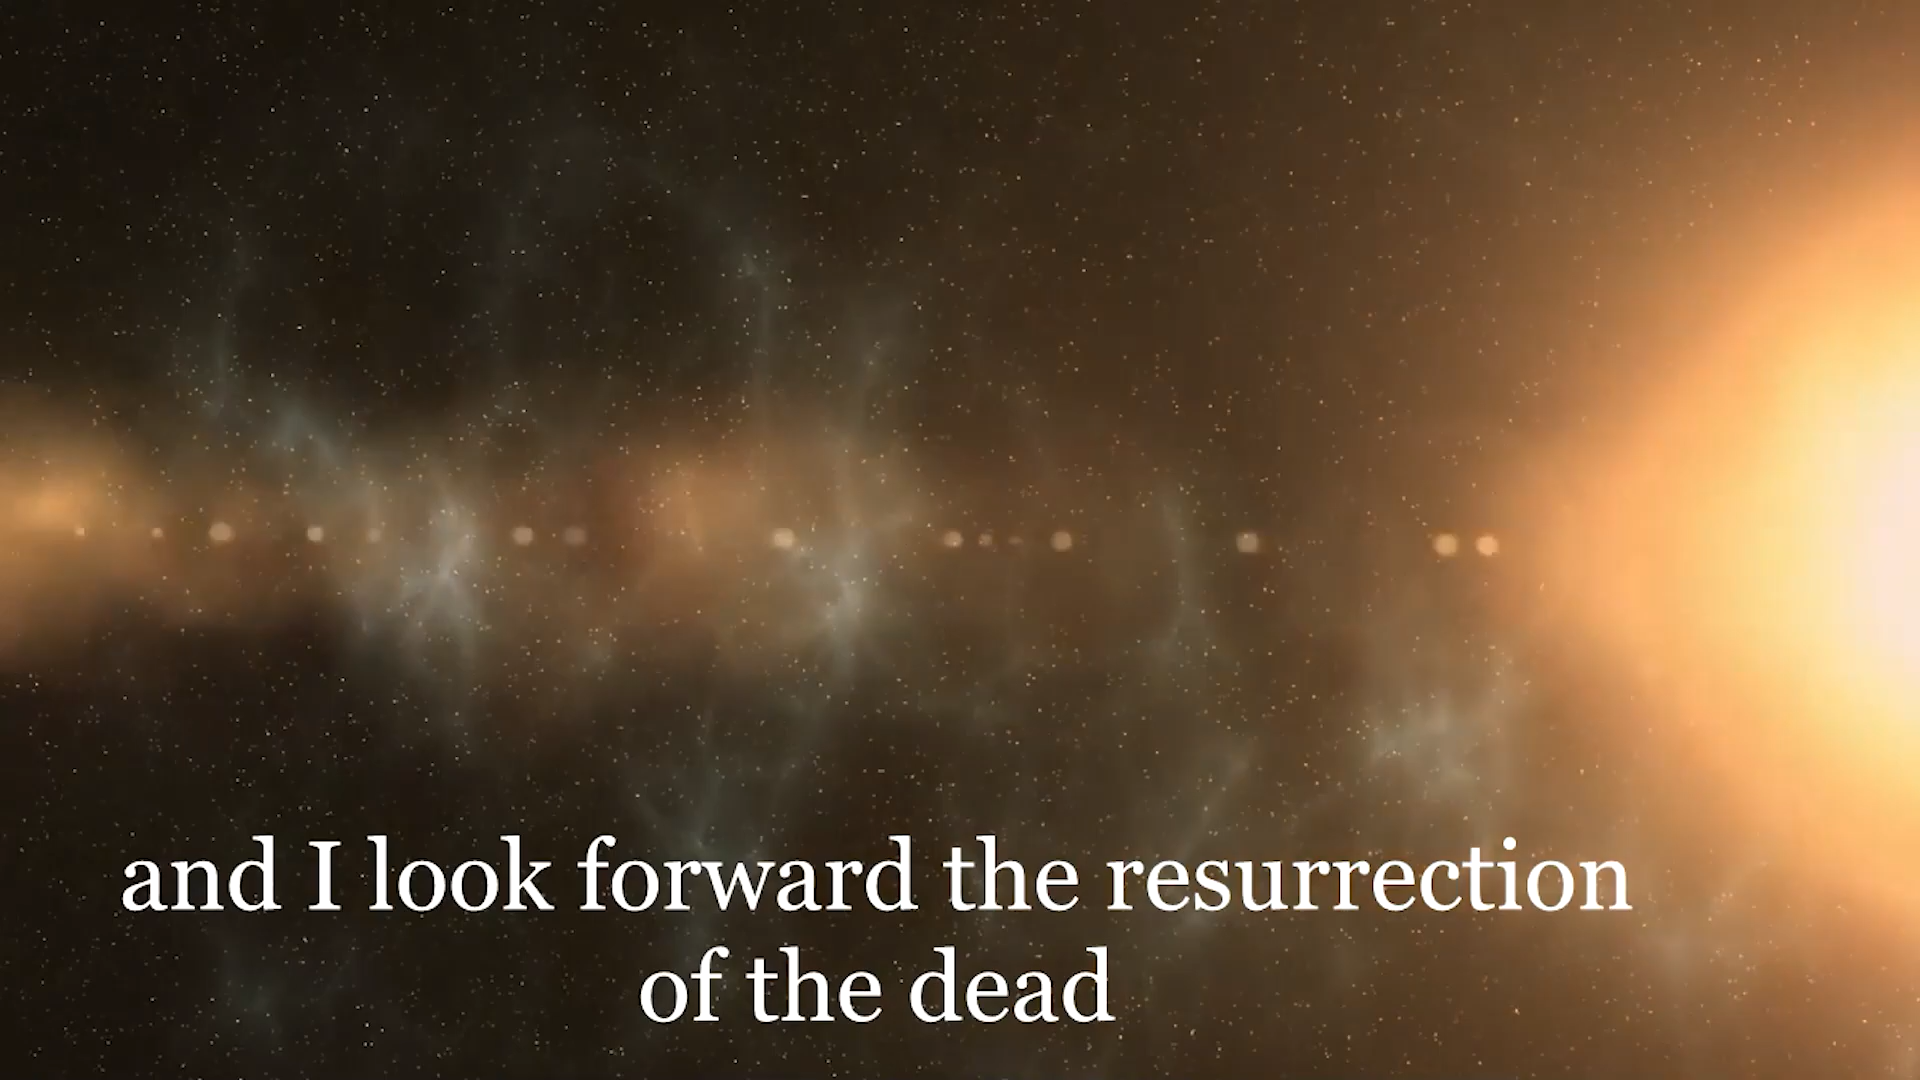 and I look forward the resurrection
of the dead